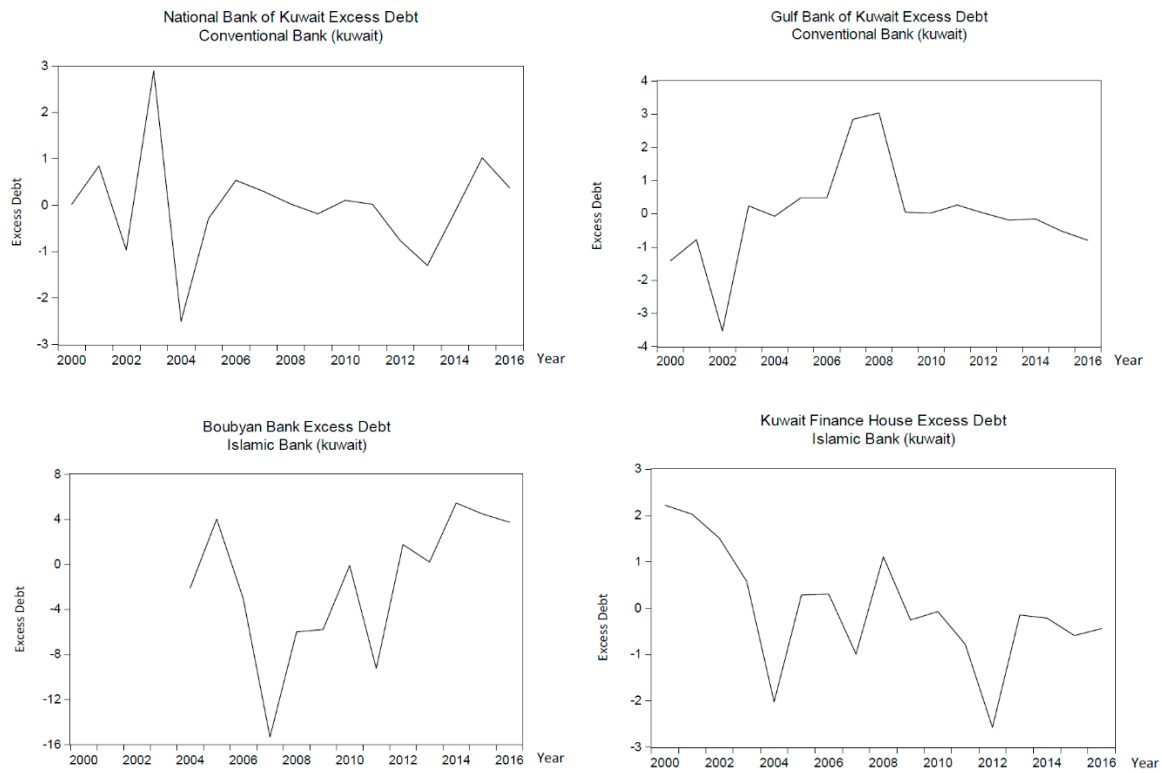 National Bank of Kuwait Excess Debt
Conventional Bank (kuwait)
3
2
1
0
-1
-2
-3
Excess Debt
2000 2002 2004 2006 2008 2010 2012 2014 2016 Year
Gulf Bank of Kuwait Excess Debt
Conventional Bank (kuwait)
4
3
2
1
0
-1
-2
-3
-4
Excess Debt
2000 2002 2004 2006 2008 2010 2012 2014 2016 Year
Boubyan Bank Excess Debt
Islamic Bank (kuwait)
8
4
0
-4
-8
-12
-16
Excess Debt
2000 2002 2004 2006 2008 2010 2012 2014 2016 Year
Kuwait Finance House Excess Debt
Islamic Bank (kuwait)
3
2
1
0
-1
-2
-3
Excess Debt
2000 2002 2004 2006 2008 2010 2012 2014 2016 Year